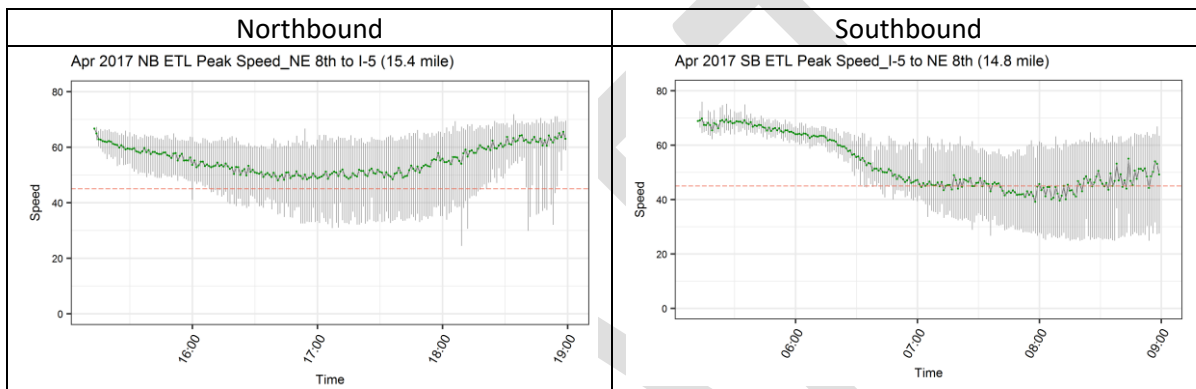 Northbound
Southbound
Apr 2017 NB ETL Peak Speed_NE 8th to I-5 (15.4 mile)
80
60
40
20
0
Speed
16:00
17:00
18:00
19:00
Time
Apr 2017 SB ETL Peak Speed_I-5 to NE 8th (14.8 mile)
80
60
40
20
0
Speed
06:00
07:00
08:00
09:00
Time